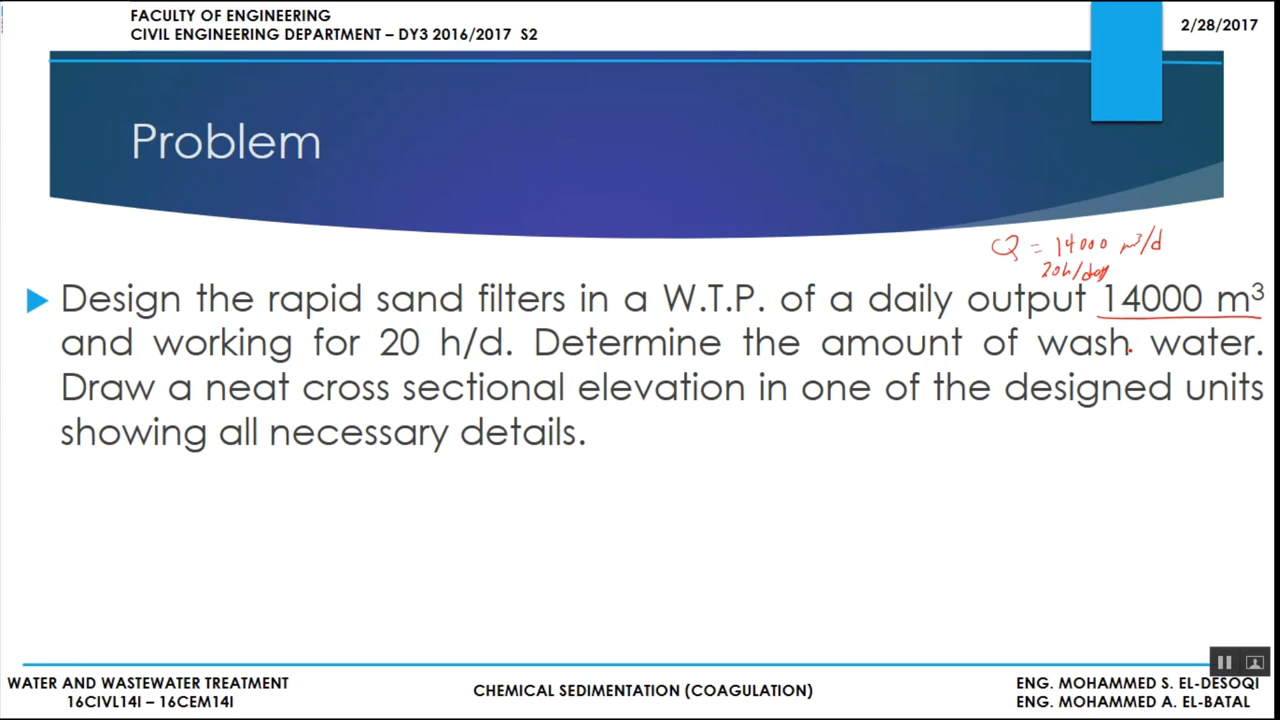 FACULTY OF ENGINEERING
CIVIL ENGINEERING DEPARTMENT – DY3 2016/2017 S2
2/28/2017
Problem
Q = 14000 m³/d
20h/day
Design the rapid sand filters in a W.T.P. of a daily output 14000 m³
and working for 20 h/d. Determine the amount of wash water.
Draw a neat cross sectional elevation in one of the designed units
showing all necessary details.
WATER AND WASTEWATER TREATMENT
16CIVL14I – 16CEM14I
CHEMICAL SEDIMENTATION (COAGULATION)
ENG. MOHAMMED S. EL-DESOQI
ENG. MOHAMMED A. EL-BATAL